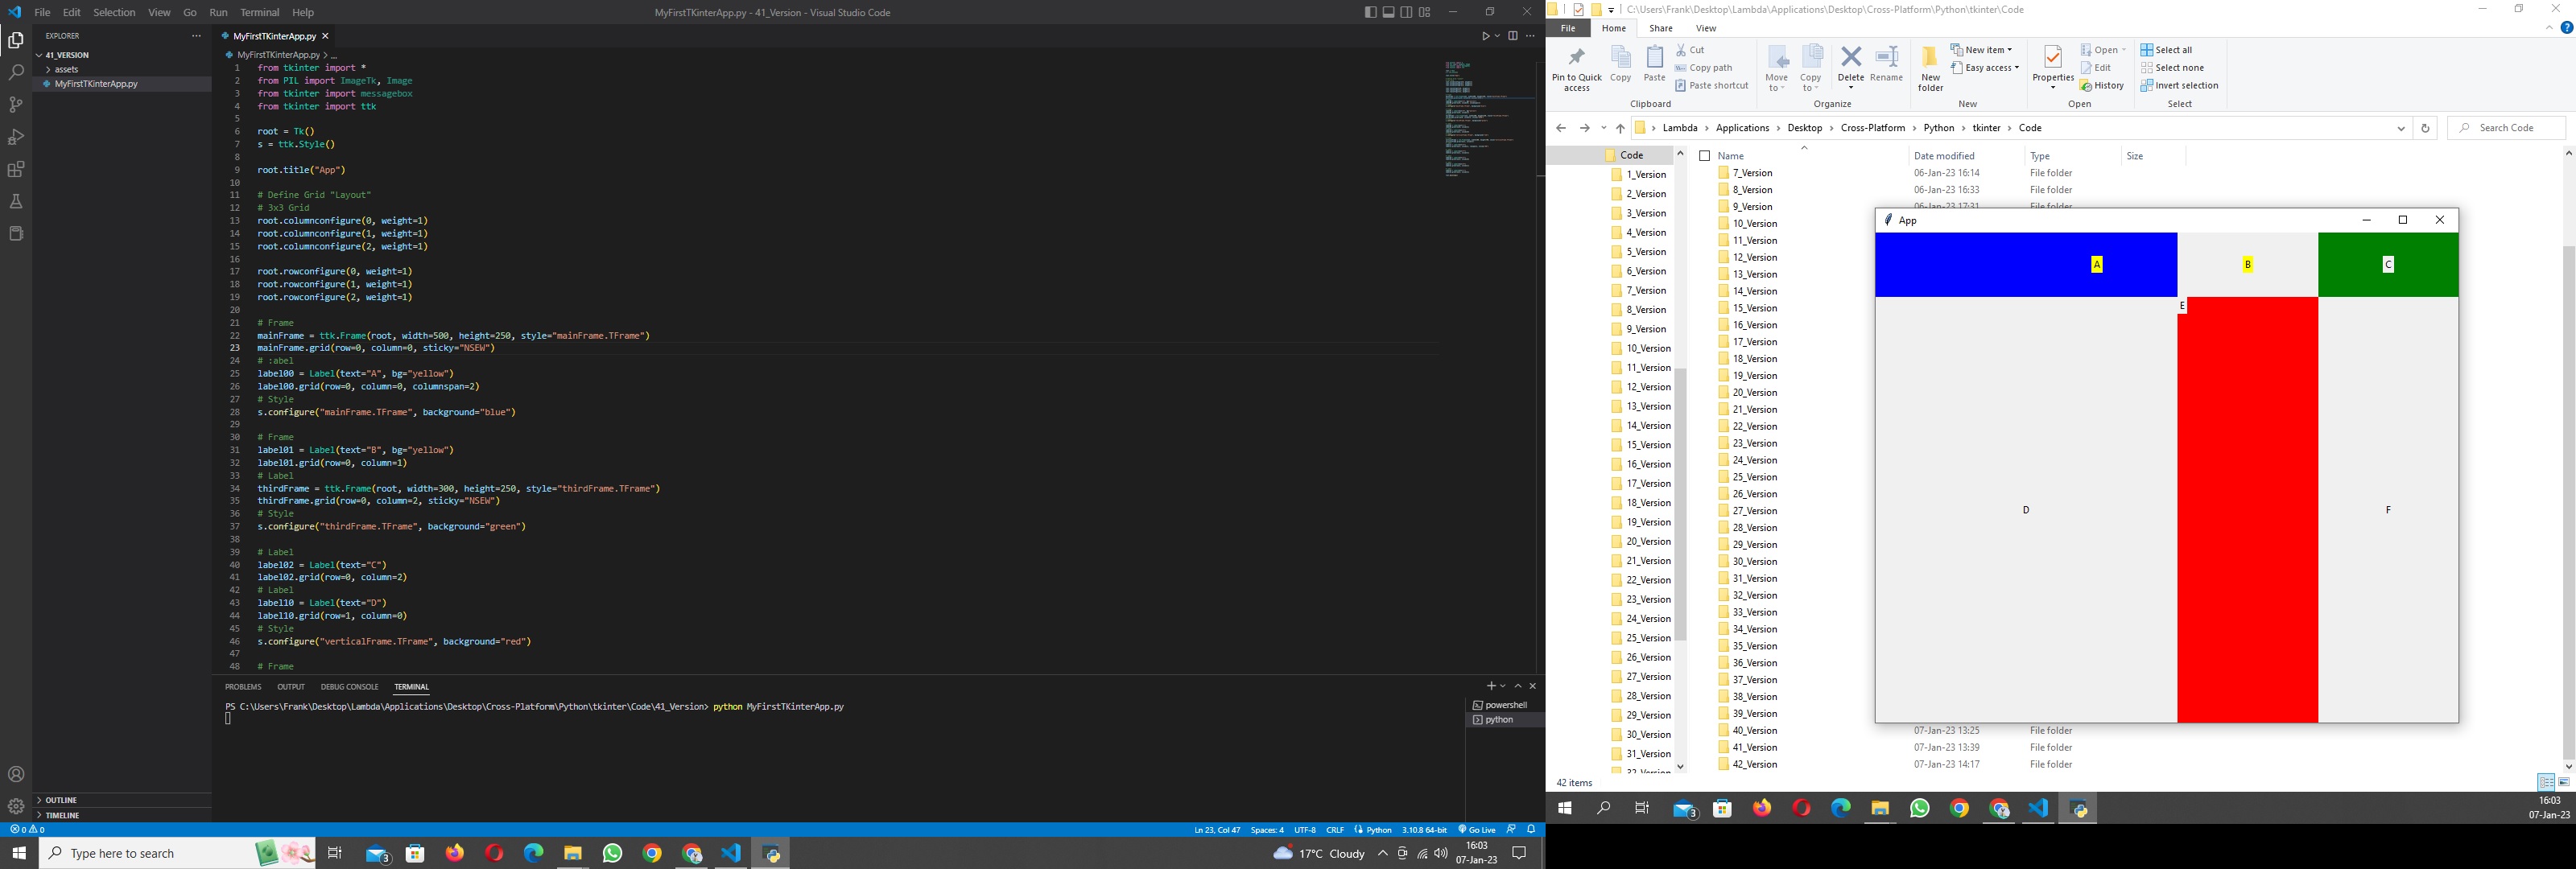 File Edit Selection View Go Run Terminal Help
MyFirstTKinterApp.py - 41_Version - Visual Studio Code
EXPLORER
41_VERSION
assets
MyFirstTKinterApp.py
OUTLINE
TIMELINE
MyFirstTKinterApp.py
MyFirstTKinterApp.py > ...
1 from tkinter import *
2 from PIL import ImageTk, Image
3 from tkinter import messagebox
4 from tkinter import ttk
5
6 root = Tk()
7 s = ttk.Style()
8
9 root.title("App")
10
11 # Define Grid "Layout"
12 # 3x3 Grid
13 root.columnconfigure(0, weight=1)
14 root.columnconfigure(1, weight=1)
15 root.columnconfigure(2, weight=1)
16
17 root.rowconfigure(0, weight=1)
18 root.rowconfigure(1, weight=1)
19 root.rowconfigure(2, weight=1)
20
21 # Frame
22 mainFrame = ttk.Frame(root, width=500, height=250, style="mainFrame.TFrame")
23 mainFrame.grid(row=0, column=0, sticky="NSEW")
24 # :abel
25 label00 = Label(text="A", bg="yellow")
26 label00.grid(row=0, column=0, columnspan=2)
27 # Style
28 s.configure("mainFrame.TFrame", background="blue")
29
30 # Frame
31 label01 = Label(text="B", bg="yellow")
32 label01.grid(row=0, column=1)
33 # Label
34 thirdFrame = ttk.Frame(root, width=300, height=250, style="thirdFrame.TFrame")
35 thirdFrame.grid(row=0, column=2, sticky="NSEW")
36 # Style
37 s.configure("thirdFrame.TFrame", background="green")
38
39 # Label
40 label02 = Label(text="C")
41 label02.grid(row=0, column=2)
42 # Label
43 label10 = Label(text="D")
44 label10.grid(row=1, column=0)
45 # Style
46 s.configure("verticalFrame.TFrame", background="red")
47
48 # Frame
PROBLEMS OUTPUT DEBUG CONSOLE TERMINAL
PS C:\Users\Frank\Desktop\Lambda\Applications\Desktop\Cross-Platform\Python\tkinter\Code\41_Version> python MyFirstTKinterApp.py
powershell
python
0 0
Ln 23, Col 47 Spaces: 4 UTF-8 CRLF Python 3.10.8 64-bit Go Live
Type here to search
3
17°C Cloudy
16:03
07-Jan-23
C:\Users\Frank\Desktop\Lambda\Applications\Desktop\Cross-Platform\Python\tkinter\Code
File Home Share View
Pin to Quick access
Copy
Paste
Cut
Copy path
Paste shortcut
Clipboard
Move to
Copy to
Delete
Rename
Organize
New folder
New item
Easy access
New
Properties
Open
Edit
History
Open
Select all
Select none
Invert selection
Select
Lambda > Applications > Desktop > Cross-Platform > Python > tkinter > Code
Search Code
Code
1_Version
2_Version
3_Version
4_Version
5_Version
6_Version
7_Version
8_Version
9_Version
10_Version
11_Version
12_Version
13_Version
14_Version
15_Version
16_Version
17_Version
18_Version
19_Version
20_Version
21_Version
22_Version
23_Version
24_Version
25_Version
26_Version
27_Version
28_Version
29_Version
30_Version
31_Version
32_Version
Name Date modified Type Size
7_Version 06-Jan-23 16:14 File folder
8_Version 06-Jan-23 16:33 File folder
9_Version 06-Jan-23 17:31 File folder
10_Version
11_Version
12_Version
13_Version
14_Version
15_Version
16_Version
17_Version
18_Version
19_Version
20_Version
21_Version
22_Version
23_Version
24_Version
25_Version
26_Version
27_Version
28_Version
29_Version
30_Version
31_Version
32_Version
33_Version
34_Version
35_Version
36_Version
37_Version
38_Version
39_Version
40_Version 07-Jan-23 13:25 File folder
41_Version 07-Jan-23 13:39 File folder
42_Version 07-Jan-23 14:17 File folder
42 items
App
A
B
C
E
D
F
3
16:03
07-Jan-23